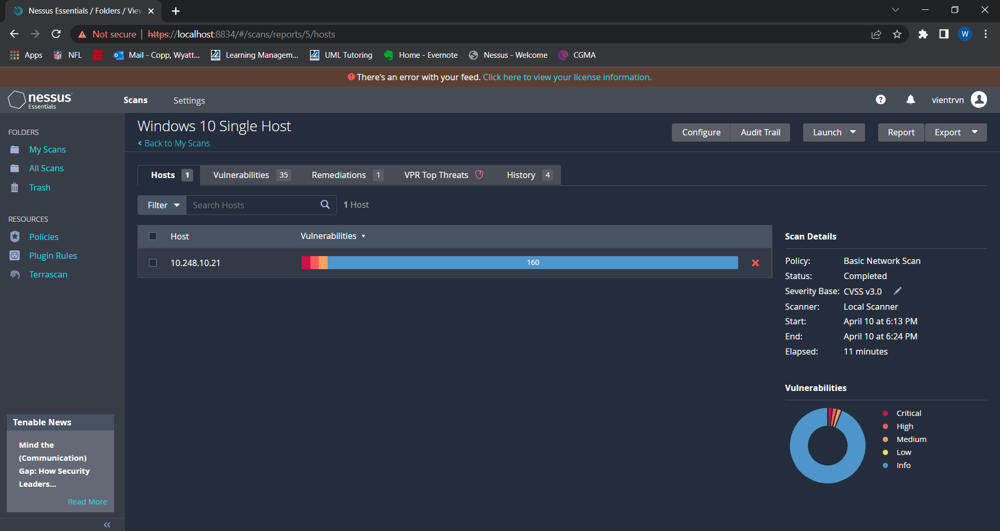 Nessus Essentials / Folders / View
Not secure | https://localhost:8834/#/scans/reports/5/hosts
W
Apps NFL Mail - Copp, Wyatt... Learning Managem... UML Tutoring Home - Evernote Nessus - Welcome CGMA
There's an error with your feed. Click here to view your license information.
nessus Essentials
Scans Settings
vientrvn
FOLDERS
My Scans
All Scans
Trash
RESOURCES
Policies
Plugin Rules
Terrascan
Tenable News
Mind the
(Communication)
Gap: How Security
Leaders...
Read More
Windows 10 Single Host
Back to My Scans
Configure Audit Trail Launch Report Export
Hosts 1 Vulnerabilities 35 Remediations 1 VPR Top Threats History 4
Filter Search Hosts 1 Host
Host Vulnerabilities
10.248.10.21 160
Scan Details
Policy: Basic Network Scan
Status: Completed
Severity Base: CVSS v3.0
Scanner: Local Scanner
Start: April 10 at 6:13 PM
End: April 10 at 6:24 PM
Elapsed: 11 minutes
Vulnerabilities
Critical
High
Medium
Low
Info